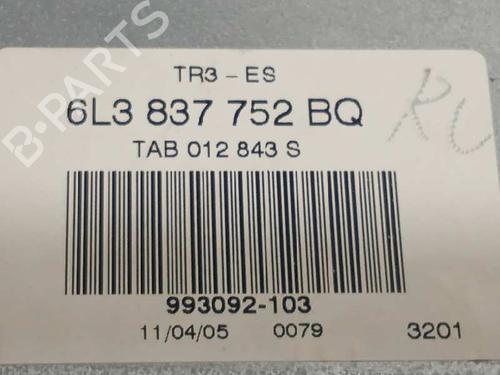 B-PARTS
TR3 - ES
6L3 837 752 BQ
TAB 012 843 S
993092-103
11/04/05 0079 3201